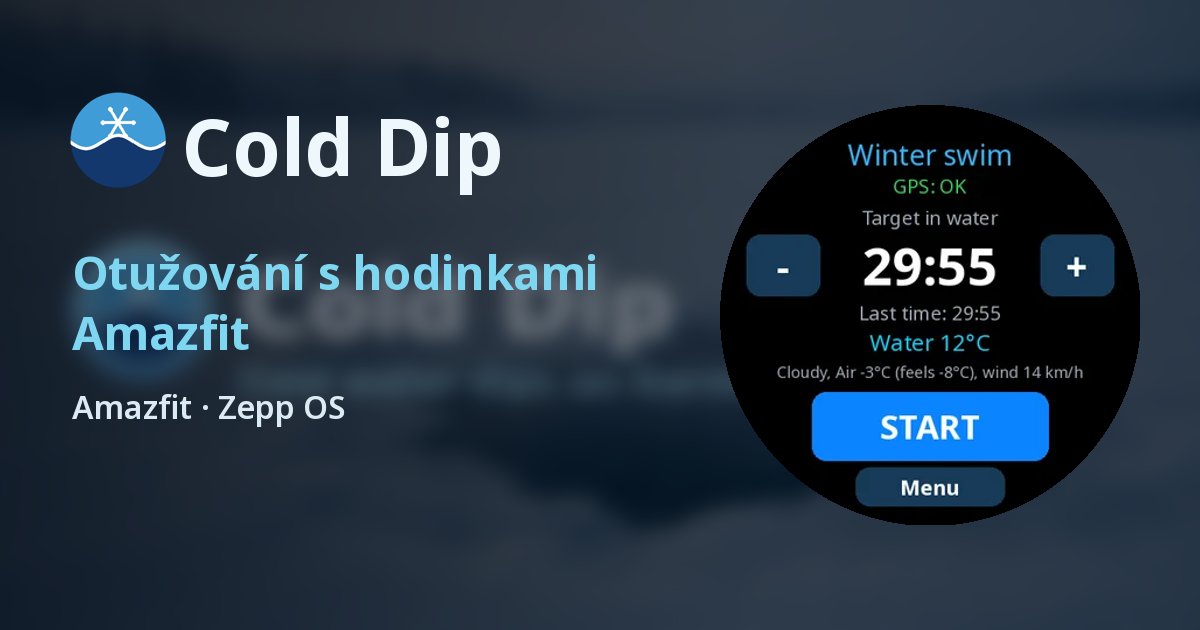 Cold Dip
Otužování s hodinkami
Amazfit
Amazfit · Zepp OS
Winter swim
GPS: OK
Target in water
- 29:55 +
Last time: 29:55
Water 12°C
Cloudy, Air -3°C (feels -8°C), wind 14 km/h
START
Menu